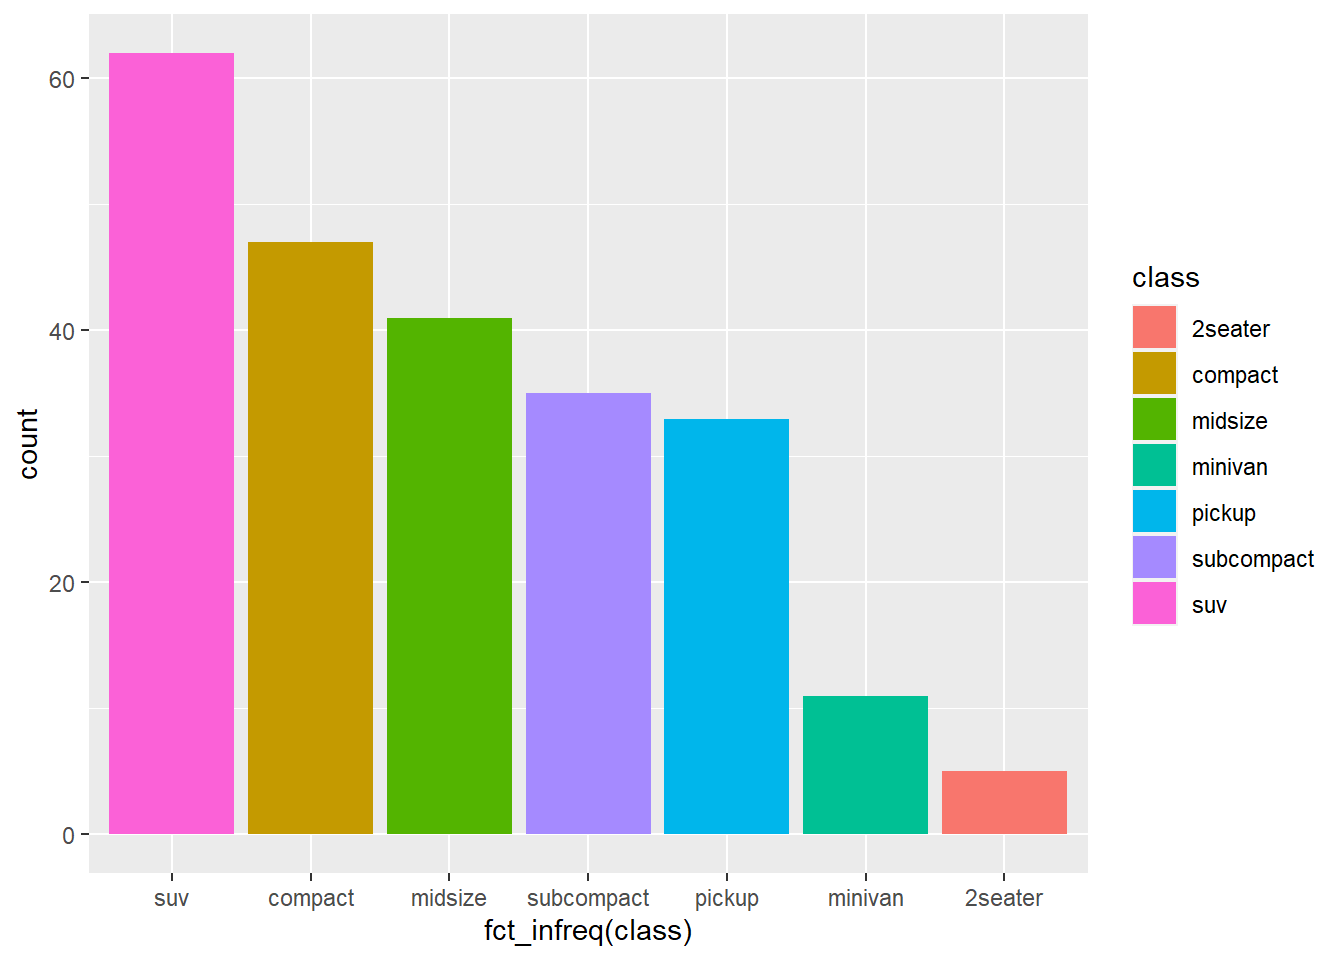 60
40
20
0
count
suv compact midsize subcompact pickup minivan 2seater
fct_infreq(class)
class
2seater
compact
midsize
minivan
pickup
subcompact
suv